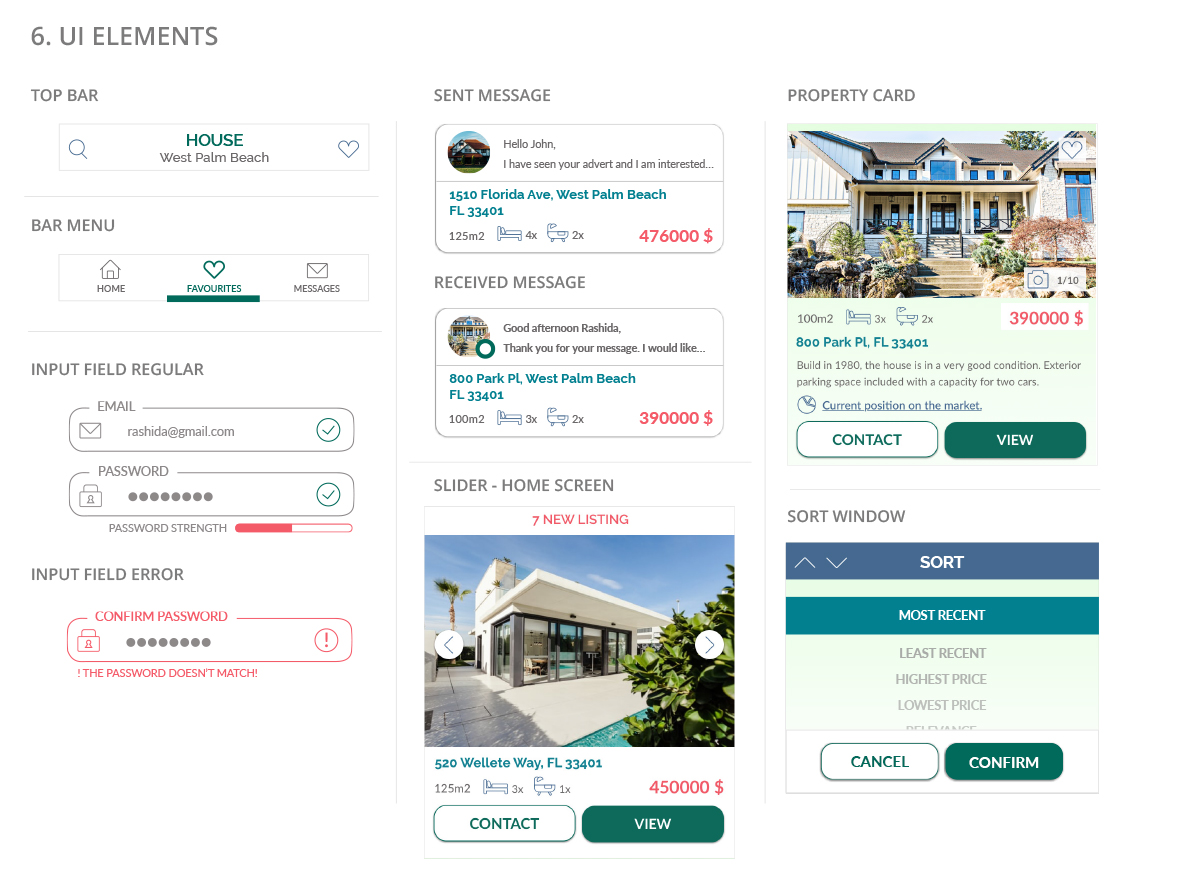 6. UI ELEMENTS
TOP BAR
HOUSE
West Palm Beach
BAR MENU
HOME
FAVOURITES
MESSAGES
INPUT FIELD REGULAR
EMAIL
rashida@gmail.com
PASSWORD
PASSWORD STRENGTH
INPUT FIELD ERROR
CONFIRM PASSWORD
! THE PASSWORD DOESN'T MATCH!
SENT MESSAGE
Hello John,
I have seen your advert and I am interested...
1510 Florida Ave, West Palm Beach
FL 33401
125m2 4x 2x 476000 $
RECEIVED MESSAGE
Good afternoon Rashida,
Thank you for your message. I would like...
800 Park Pl, West Palm Beach
FL 33401
100m2 3x 2x 390000 $
SLIDER - HOME SCREEN
7 NEW LISTING
520 Wellete Way, FL 33401
125m2 3x 1x 450000 $
CONTACT
VIEW
PROPERTY CARD
1/10
100m2 3x 2x 390000 $
800 Park Pl, FL 33401
Build in 1980, the house is in a very good condition. Exterior
parking space included with a capacity for two cars.
Current position on the market.
CONTACT
VIEW
SORT WINDOW
SORT
MOST RECENT
LEAST RECENT
HIGHEST PRICE
LOWEST PRICE
RELEVANCE
CANCEL
CONFIRM